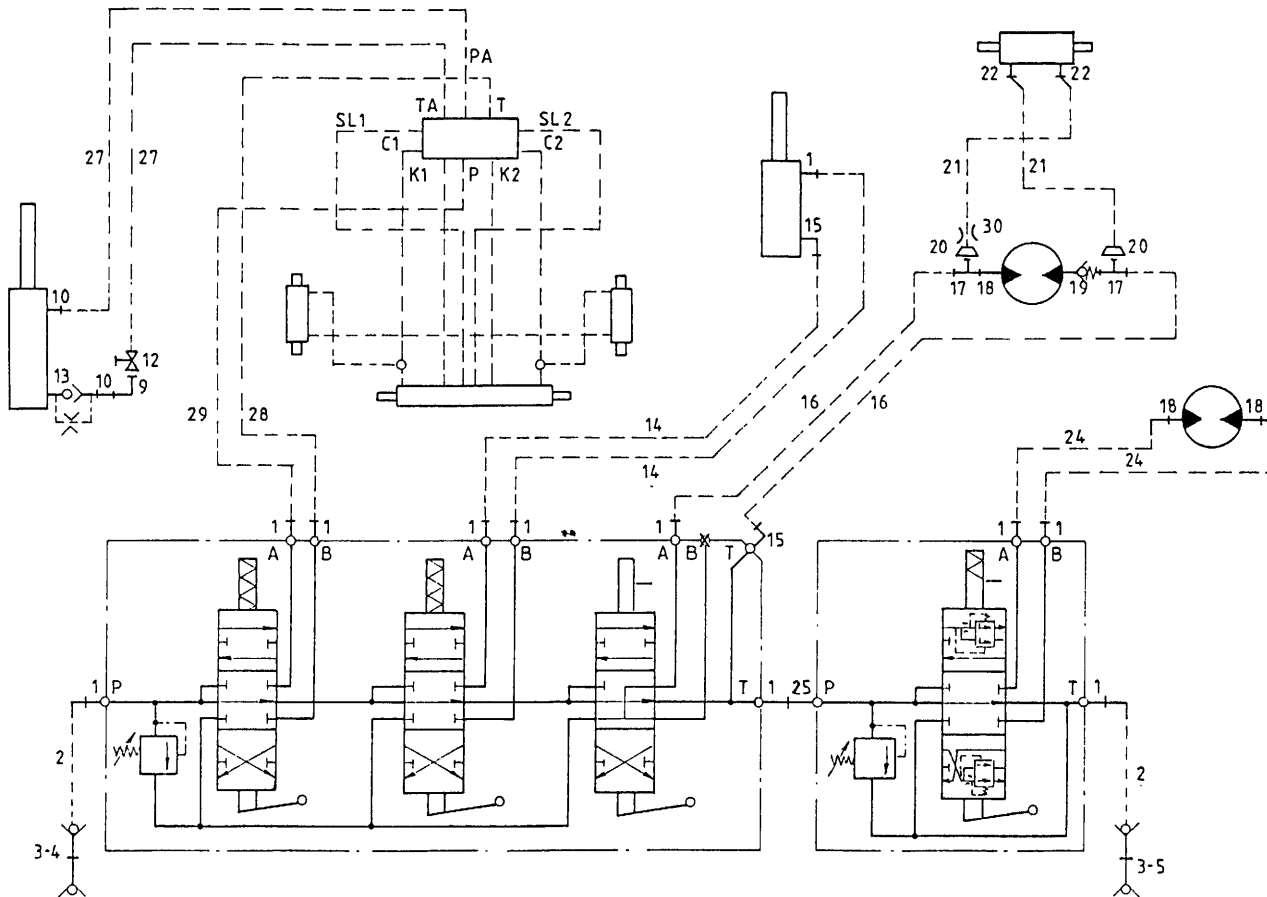 PA
22 22
TA T
SL1 SL2
C1 C2
27 27 1
K1 P K2 21 21
15
30
20 20
10 17 18 19 17
12
13 10 9
29 28 14 16 16 18 18
24
14 24
1 1 1 1 1 15 1 1
A B A B A B T A B
1 P T 1 25 P T 1
2 2
3-4 3-5